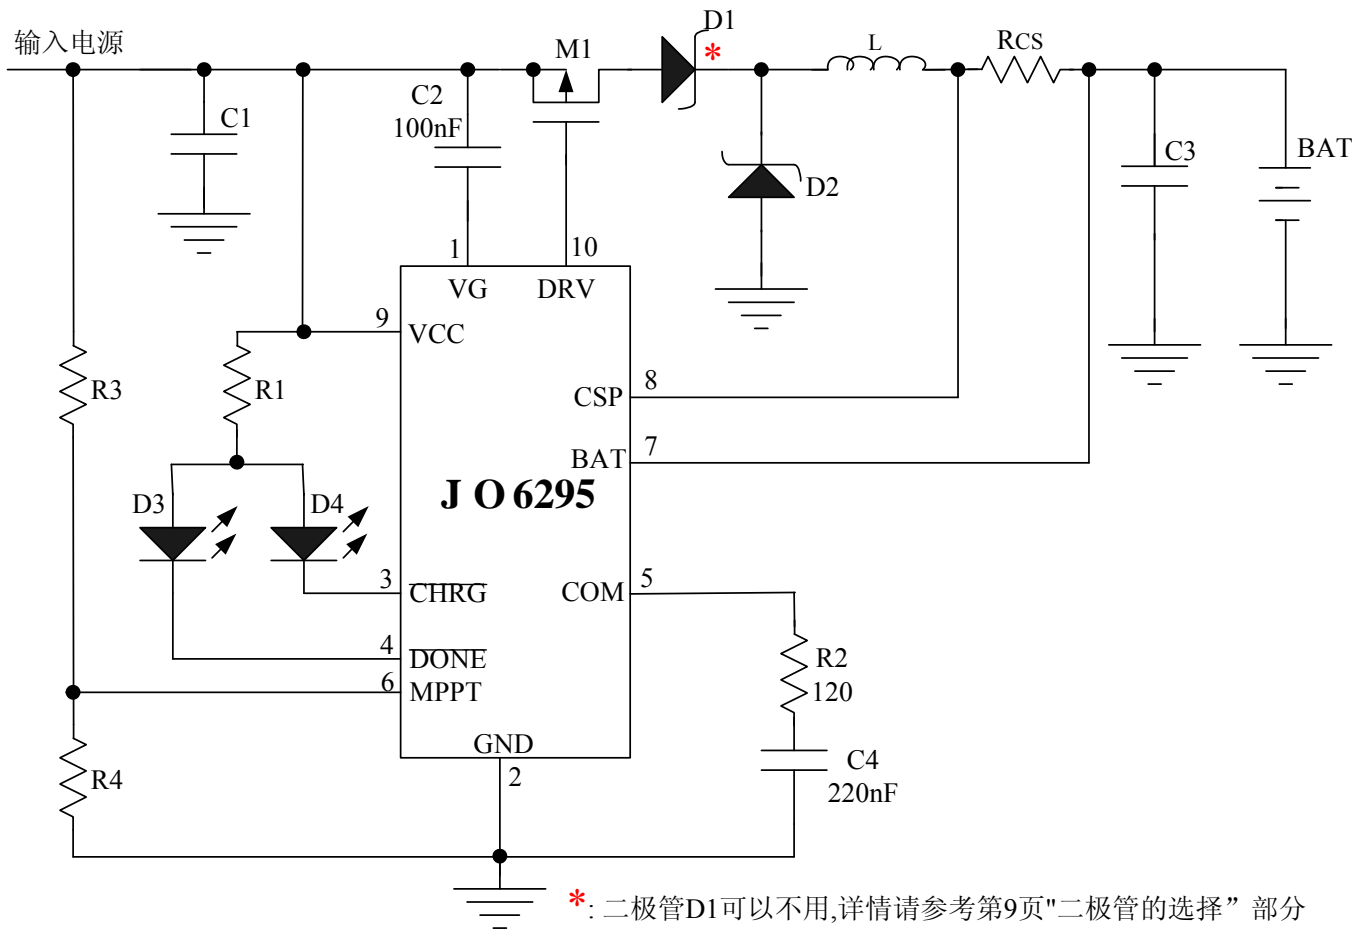 输入电源
D1
*
M1
L
RCS
C2
100nF
C1
C3
BAT
D2
1
10
VG
DRV
9
VCC
R3
R1
8
CSP
7
BAT
J O 6295
D3
D4
3
CHRG
COM
5
4
DONE
6
MPPT
R2
120
GND
2
R4
C4
220nF
*: 二极管D1可以不用,详情请参考第9页"二极管的选择”部分